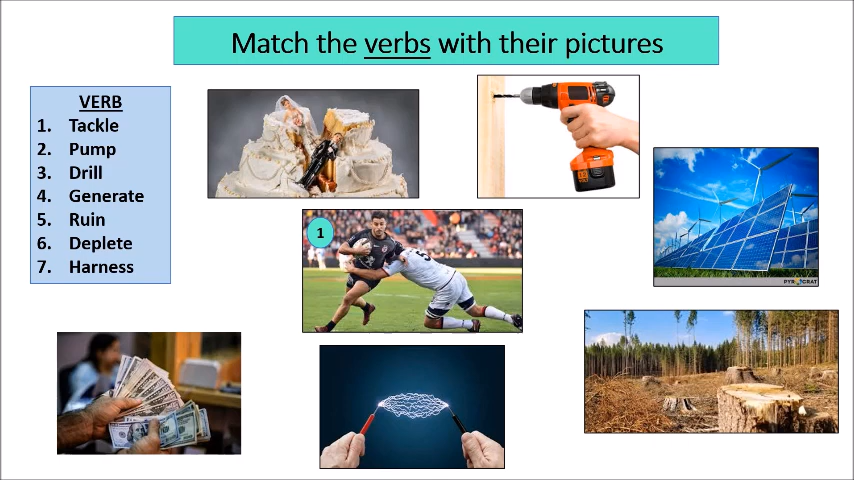 Match the verbs with their pictures
VERB
1. Tackle
2. Pump
3. Drill
4. Generate
5. Ruin
6. Deplete
7. Harness
1